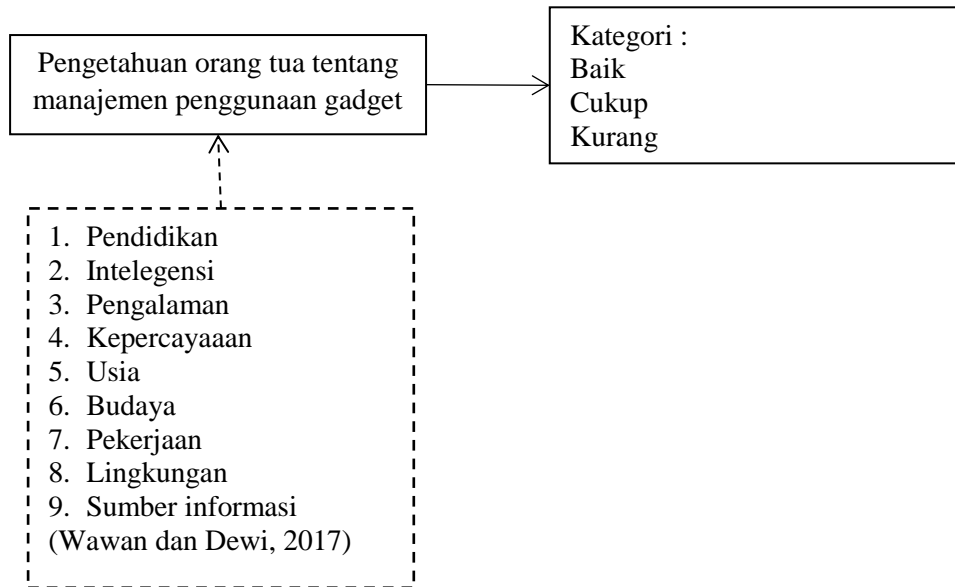 Pengetahuan orang tua tentang
manajemen penggunaan gadget
Kategori :
Baik
Cukup
Kurang
1. Pendidikan
2. Intelegensi
3. Pengalaman
4. Kepercayaaan
5. Usia
6. Budaya
7. Pekerjaan
8. Lingkungan
9. Sumber informasi
(Wawan dan Dewi, 2017)